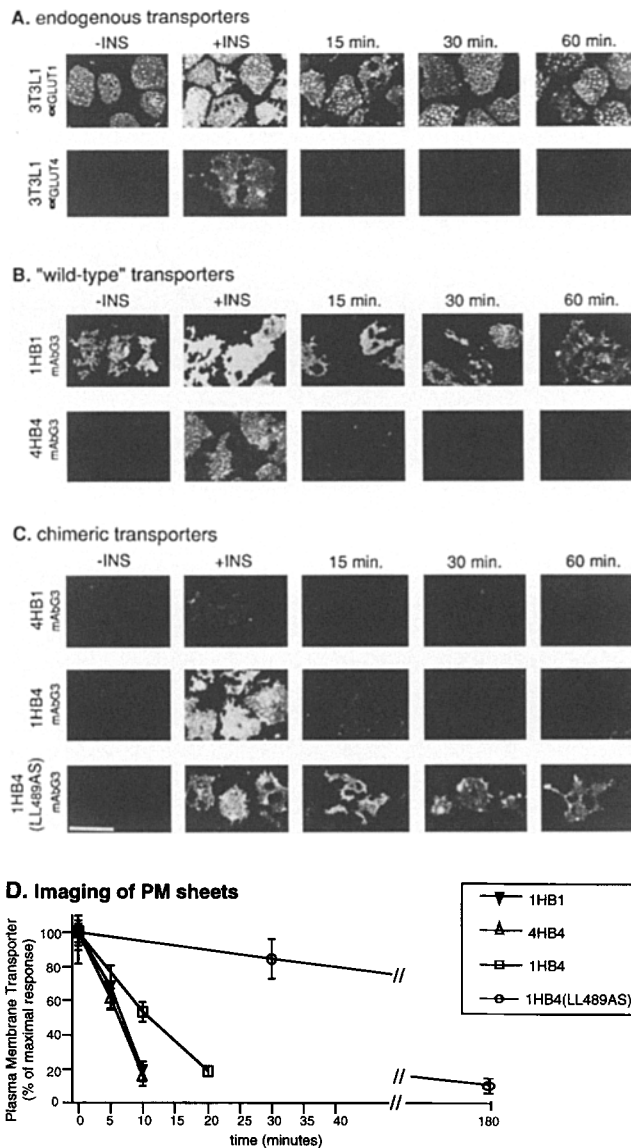 A. endogenous transporters
-INS +INS 15 min. 30 min. 60 min.
3T3L1 αGLUT1
3T3L1 αGLUT4
B. "wild-type" transporters
-INS +INS 15 min. 30 min. 60 min.
1HB1 mAbG3
4HB4 mAbG3
C. chimeric transporters
-INS +INS 15 min. 30 min. 60 min.
4HB1 mAbG3
1HB4 mAbG3
1HB4 (LL489AS) mAbG3
D. Imaging of PM sheets
Plasma Membrane Transporter
(% of maximal response)
100
80
60
40
20
0
0 5 10 20 30 40 180
time (minutes)
1HB1
4HB4
1HB4
1HB4(LL489AS)